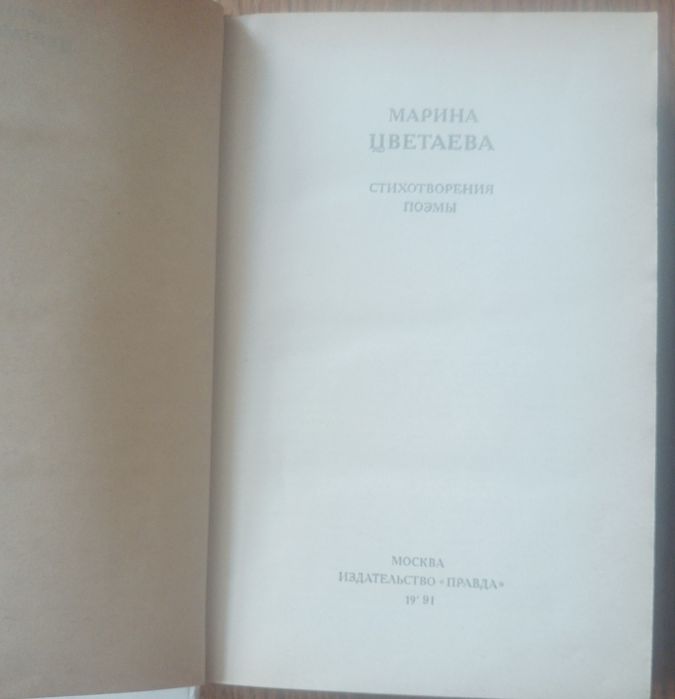 МАРИНА
ЦВЕТАЕВА
СТИХОТВОРЕНИЯ
ПОЭМЫ
МОСКВА
ИЗДАТЕЛЬСТВО «ПРАВДА»
19' 91